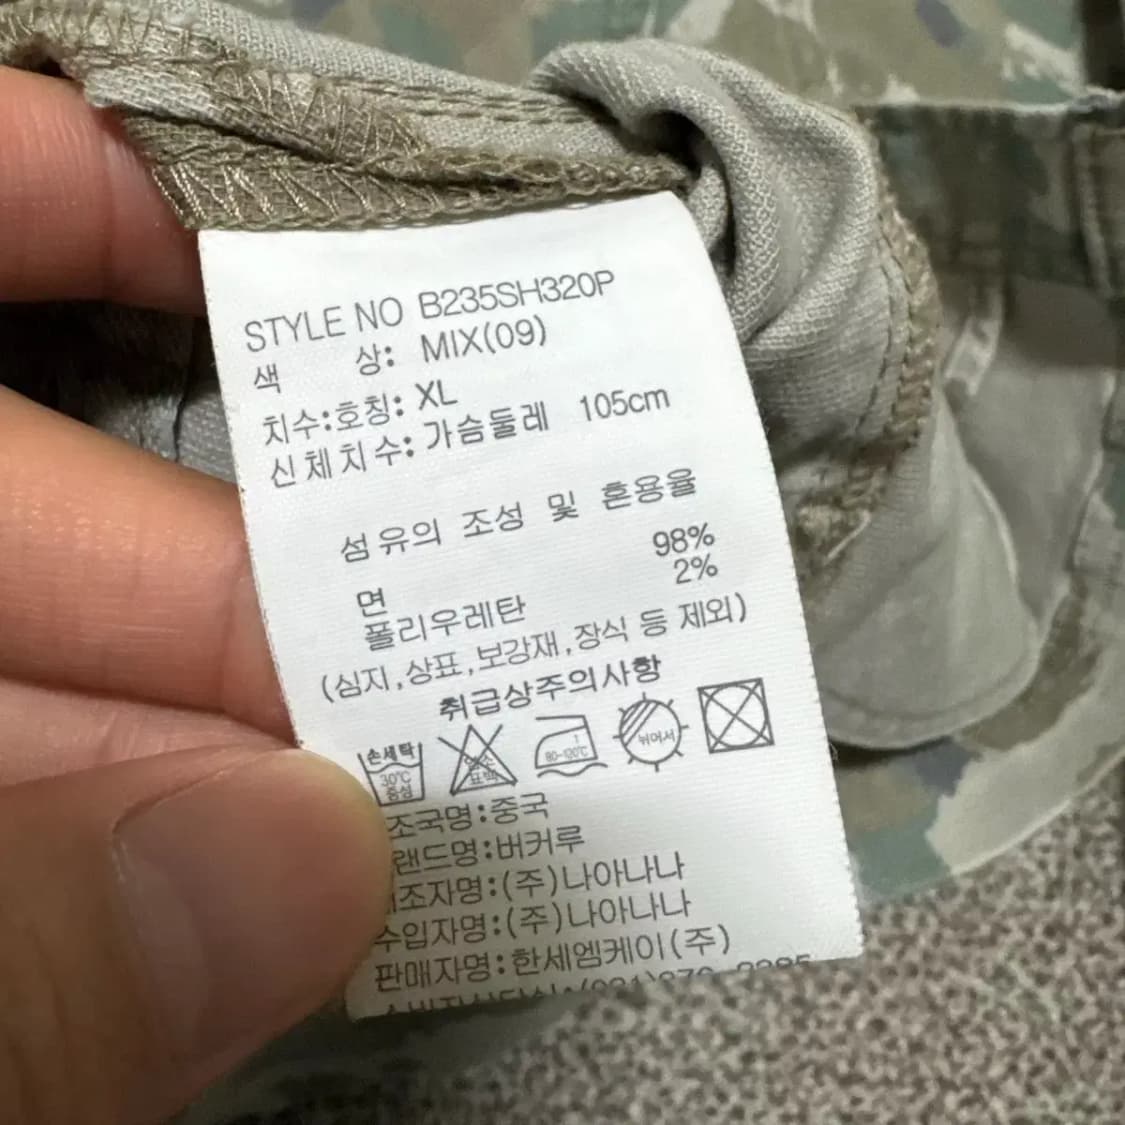 STYLE NO B235SH320P
색 상: MIX(09)
치수:호칭: XL
신체치수: 가슴둘레 105cm
섬유의 조성 및 혼용율
면 98%
폴리우레탄 2%
(심지,상표,보강재,장식 등 제외)
취급상주의사항
손세탁
30℃
중성
염소
표백
80-120℃
뉘어서
조국명:중국
랜드명:버커루
조자명:(주)나아나나
수입자명:(주)나아나나
판매자명:한세엠케이(주)